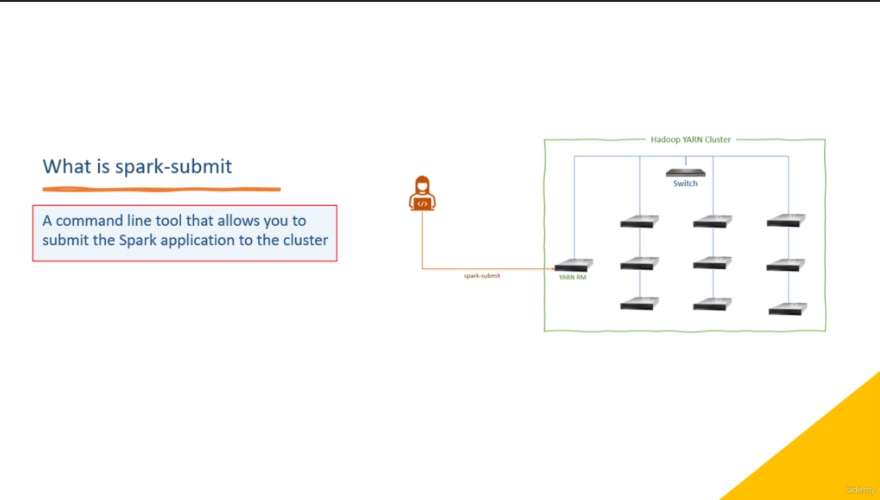 What is spark-submit
A command line tool that allows you to
submit the Spark application to the cluster
Hadoop YARN Cluster
Switch
</>
spark-submit
YARN RM
ûdemy